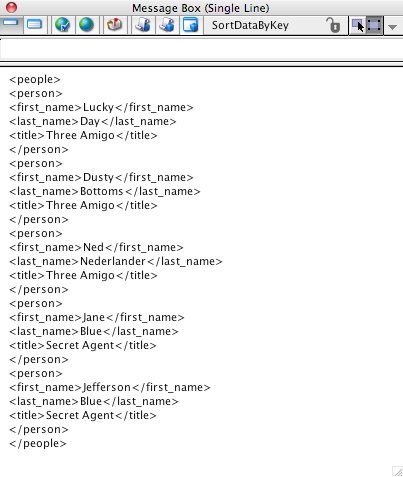 Message Box (Single Line)
SortDataByKey
<people>
<person>
<first_name>Lucky</first_name>
<last_name>Day</last_name>
<title>Three Amigo</title>
</person>
<person>
<first_name>Dusty</first_name>
<last_name>Bottoms</last_name>
<title>Three Amigo</title>
</person>
<person>
<first_name>Ned</first_name>
<last_name>Nederlander</last_name>
<title>Three Amigo</title>
</person>
<person>
<first_name>Jane</first_name>
<last_name>Blue</last_name>
<title>Secret Agent</title>
</person>
<person>
<first_name>Jefferson</first_name>
<last_name>Blue</last_name>
<title>Secret Agent</title>
</person>
</people>